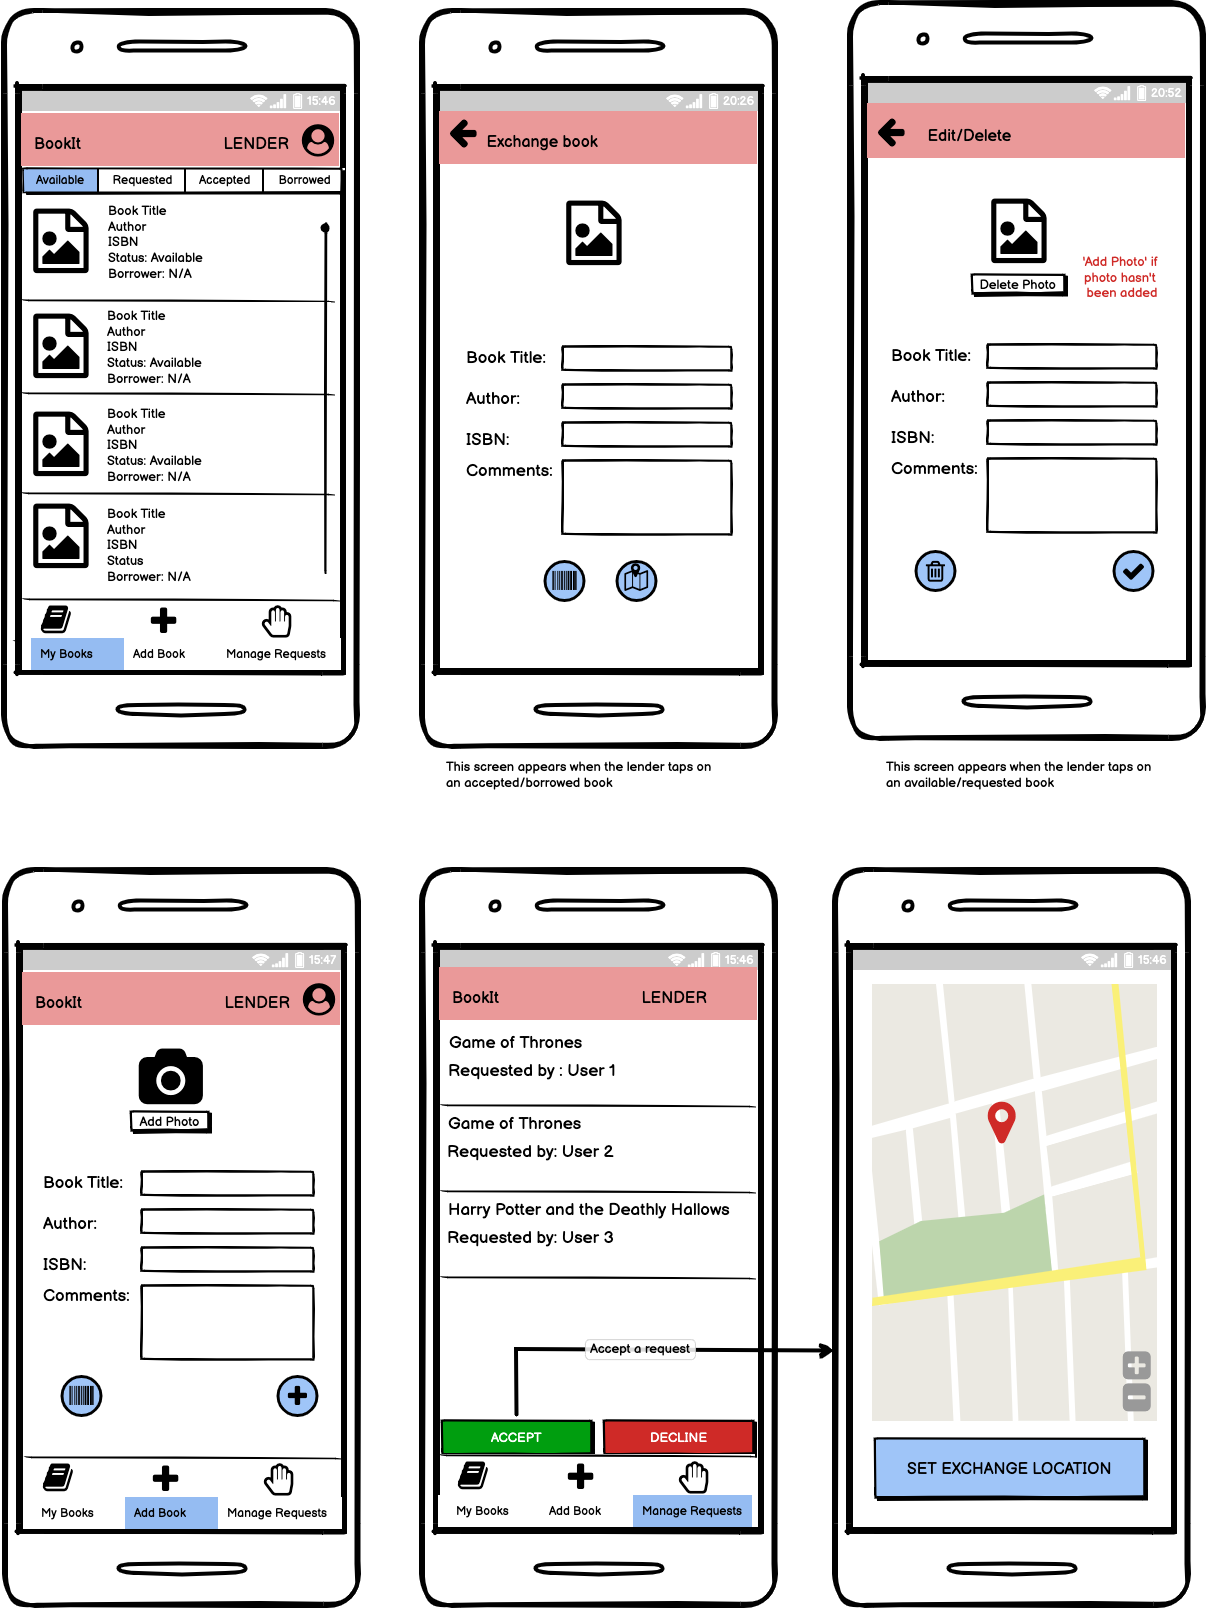 15:46
BookIt
LENDER
Available
Requested
Accepted
Borrowed
Book Title
Author
ISBN
Status: Available
Borrower: N/A
Book Title
Author
ISBN
Status: Available
Borrower: N/A
Book Title
Author
ISBN
Status: Available
Borrower: N/A
Book Title
Author
ISBN
Status
Borrower: N/A
My Books
Add Book
Manage Requests
20:26
Exchange book
Book Title:
Author:
ISBN:
Comments:
This screen appears when the lender taps on
an accepted/borrowed book
20:52
Edit/Delete
Delete Photo
'Add Photo' if
photo hasn't
been added
Book Title:
Author:
ISBN:
Comments:
This screen appears when the lender taps on
an available/requested book
15:47
BookIt
LENDER
Add Photo
Book Title:
Author:
ISBN:
Comments:
My Books
Add Book
Manage Requests
15:46
BookIt
LENDER
Game of Thrones
Requested by : User 1
Game of Thrones
Requested by: User 2
Harry Potter and the Deathly Hallows
Requested by: User 3
Accept a request
ACCEPT
DECLINE
My Books
Add Book
Manage Requests
15:46
SET EXCHANGE LOCATION